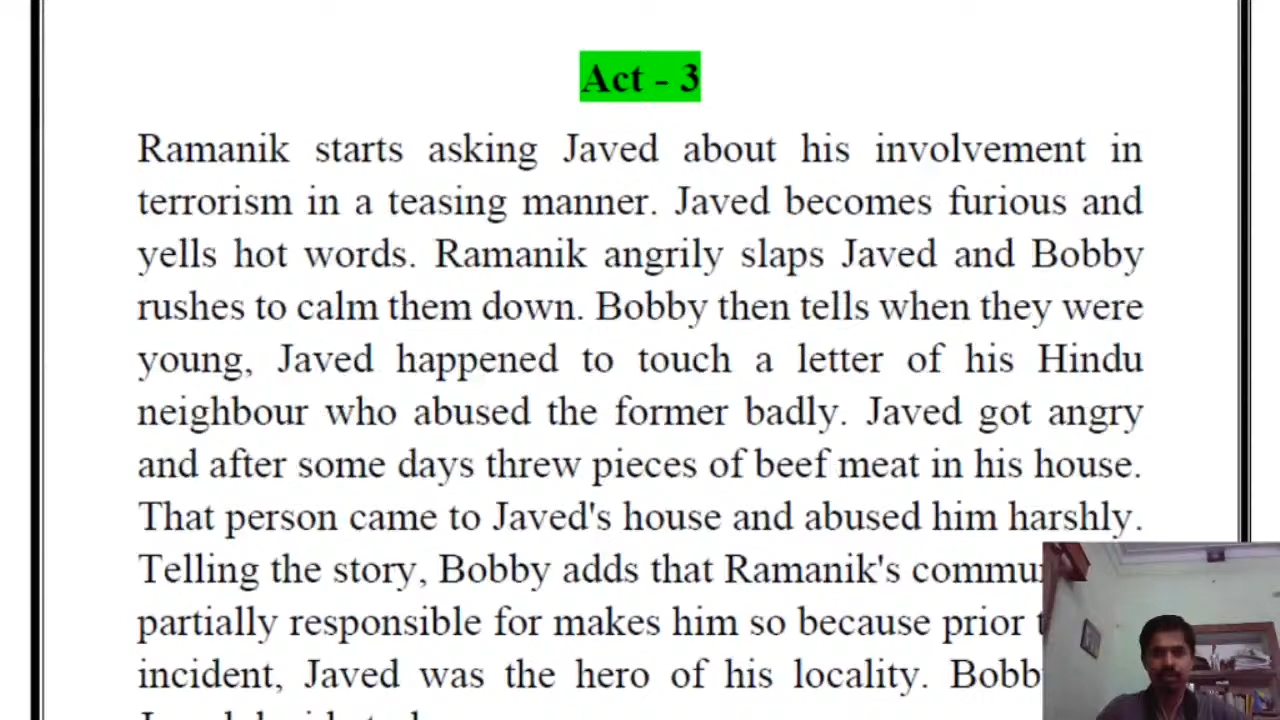 Act - 3
Ramanik starts asking Javed about his involvement in
terrorism in a teasing manner. Javed becomes furious and
yells hot words. Ramanik angrily slaps Javed and Bobby
rushes to calm them down. Bobby then tells when they were
young, Javed happened to touch a letter of his Hindu
neighbour who abused the former badly. Javed got angry
and after some days threw pieces of beef meat in his house.
That person came to Javed's house and abused him harshly.
Telling the story, Bobby adds that Ramanik's
partially responsible for makes him so because prior
incident, Javed was the hero of his locality.